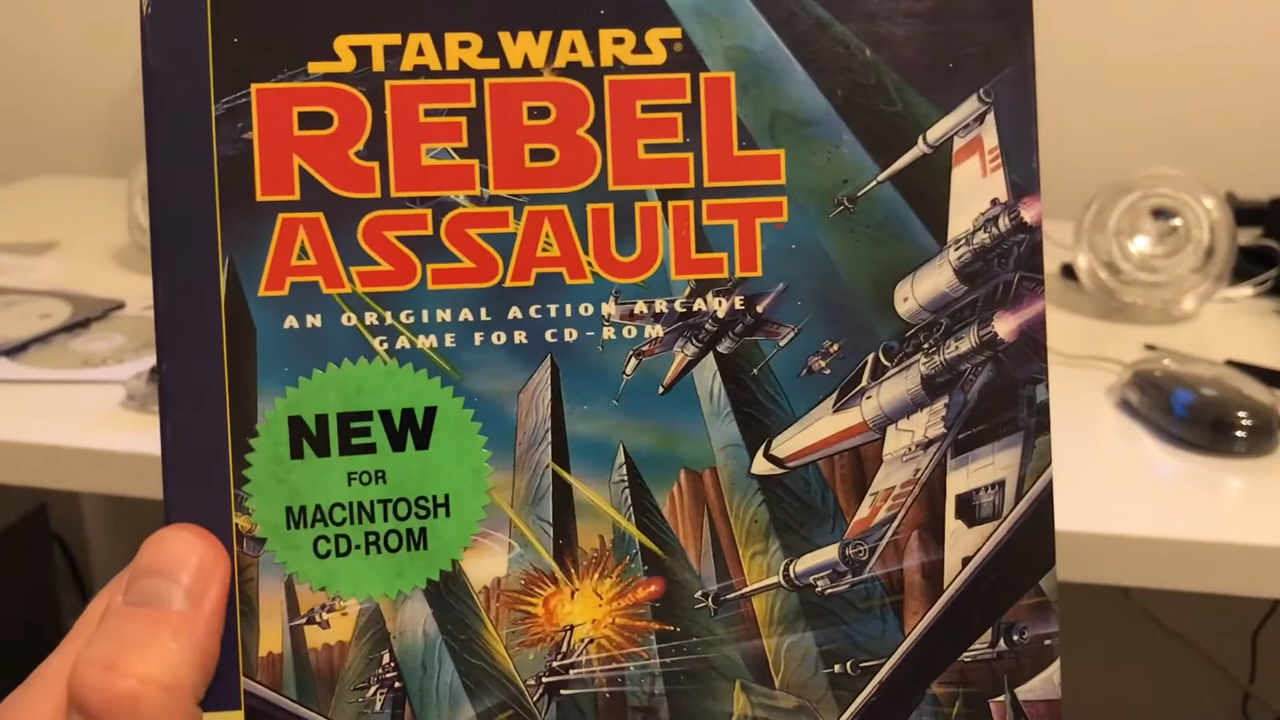 STAR WARS®
REBEL
ASSAULT
AN ORIGINAL ACTION ARCADE
GAME FOR CD-ROM
NEW
FOR
MACINTOSH
CD-ROM